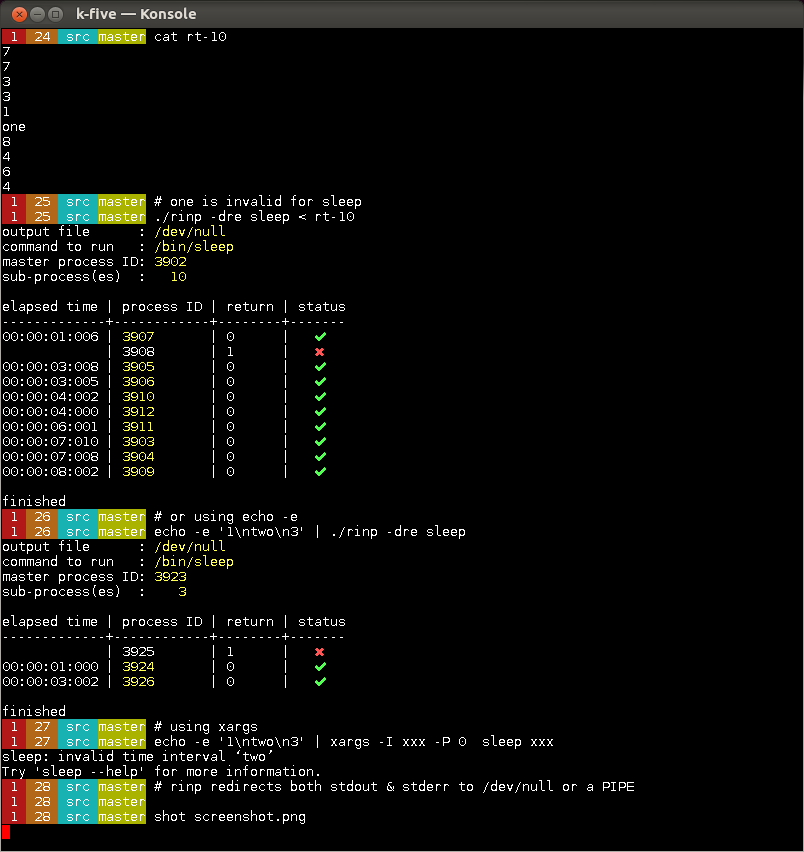 k-five — Konsole
1 24 src master cat rt-10
7
7
3
3
1
one
8
4
6
4
1 25 src master # one is invalid for sleep
1 25 src master ./rinp -dre sleep < rt-10
output file      : /dev/null
command to run   : /bin/sleep
master process ID: 3902
sub-process(es)  :   10
elapsed time | process ID | return | status
-------------+------------+--------+-------
00:00:01:006 | 3907       | 0      |   ✔
             | 3908       | 1      |   ✖
00:00:03:008 | 3905       | 0      |   ✔
00:00:03:005 | 3906       | 0      |   ✔
00:00:04:002 | 3910       | 0      |   ✔
00:00:04:000 | 3912       | 0      |   ✔
00:00:06:001 | 3911       | 0      |   ✔
00:00:07:010 | 3903       | 0      |   ✔
00:00:07:008 | 3904       | 0      |   ✔
00:00:08:002 | 3909       | 0      |   ✔
finished
1 26 src master # or using echo -e
1 26 src master echo -e '1\ntwo\n3' | ./rinp -dre sleep
output file      : /dev/null
command to run   : /bin/sleep
master process ID: 3923
sub-process(es)  :    3
elapsed time | process ID | return | status
-------------+------------+--------+-------
             | 3925       | 1      |   ✖
00:00:01:000 | 3924       | 0      |   ✔
00:00:03:002 | 3926       | 0      |   ✔
finished
1 27 src master # using xargs
1 27 src master echo -e '1\ntwo\n3' | xargs -I xxx -P 0  sleep xxx
sleep: invalid time interval ‘two’
Try 'sleep --help' for more information.
1 28 src master # rinp redirects both stdout & stderr to /dev/null or a PIPE
1 28 src master
1 28 src master shot screenshot.png